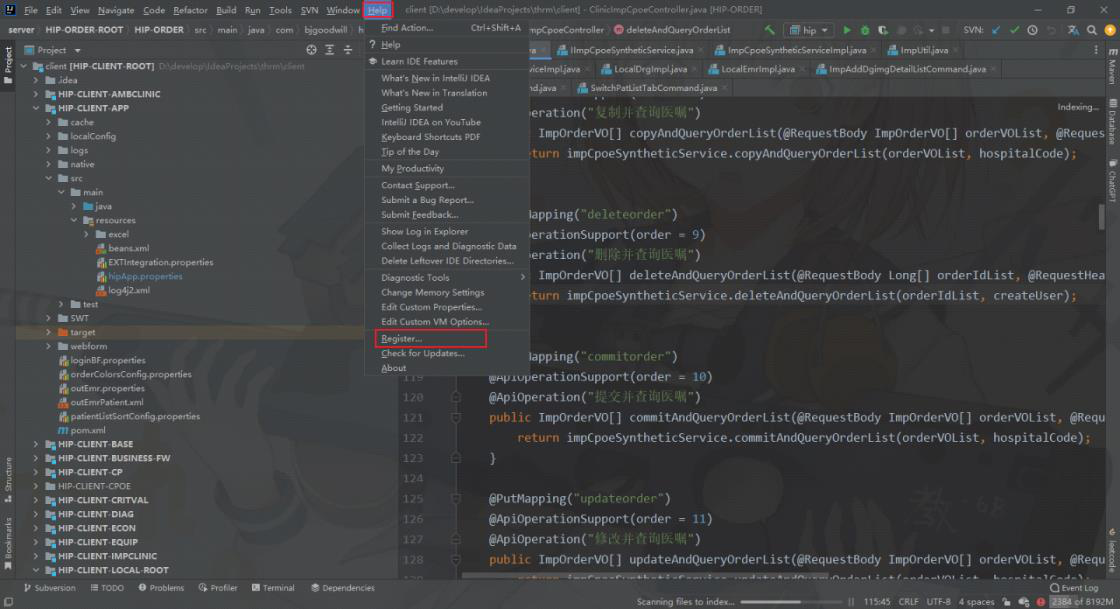 File Edit View Navigate Code Refactor Build Run Tools SVN Window Help client [D:\develop\IdeaProjects\thrm\client] - ClinicImpCpoeController.java [HIP-ORDER]
server HIP-ORDER-ROOT HIP-ORDER src main java com bjgoodwill h mpCpoeController deleteAndQueryOrderList hip SVN:
Project
IImpCpoeSyntheticService.java ImpCpoeSyntheticServiceImpl.java ImpUtil.java
viceImpl.java LocalDrgImpl.java LocalEmrImpl.java ImpAddDgimgDetailListCommand.java
nd.java SwitchPatListTabCommand.java
Find Action... Ctrl+Shift+A
Help
Learn IDE Features
What's New in IntelliJ IDEA
What's New in Translation
Getting Started
IntelliJ IDEA on YouTube
Keyboard Shortcuts PDF
Tip of the Day
My Productivity
Contact Support...
Submit a Bug Report...
Submit Feedback...
Show Log in Explorer
Collect Logs and Diagnostic Data
Delete Leftover IDE Directories...
Diagnostic Tools
Change Memory Settings
Edit Custom Properties...
Edit Custom VM Options...
Register...
Check for Updates...
About
client [HIP-CLIENT-ROOT] D:\develop\IdeaProjects\thrm\client
.idea
HIP-CLIENT-AMBCLINIC
HIP-CLIENT-APP
cache
localConfig
logs
native
src
main
java
resources
excel
beans.xml
EXTIntegration.properties
hipApp.properties
log4j2.xml
test
SWT
target
webform
loginBF.properties
orderColorsConfig.properties
outEmr.properties
outEmrPatient.xml
patientListSortConfig.properties
pom.xml
HIP-CLIENT-BASE
HIP-CLIENT-BUSINESS-FW
HIP-CLIENT-CP
HIP-CLIENT-CPOE
HIP-CLIENT-CRITVAL
HIP-CLIENT-DIAG
HIP-CLIENT-ECON
HIP-CLIENT-EQUIP
HIP-CLIENT-IMPCLINIC
HIP-CLIENT-LOCAL-ROOT
Indexing...
eration("复制并查询医嘱")
ImpOrderVO[] copyAndQueryOrderList(@RequestBody ImpOrderVO[] orderVOList, @Reques
turn impCpoeSyntheticService.copyAndQueryOrderList(orderVOList, hospitalCode);
apping("deleteorder")
erationSupport(order = 9)
eration("删除并查询医嘱")
ImpOrderVO[] deleteAndQueryOrderList(@RequestBody Long[] orderIdList, @RequestHea
turn impCpoeSyntheticService.deleteAndQueryOrderList(orderIdList, createUser);
apping("commitorder")
119 @ApiOperationSupport(order = 10)
120 @ApiOperation("提交并查询医嘱")
121 public ImpOrderVO[] commitAndQueryOrderList(@RequestBody ImpOrderVO[] orderVOList, @Requ
122 return impCpoeSyntheticService.commitAndQueryOrderList(orderVOList, hospitalCode);
123 }
124
125 @PutMapping("updateorder")
126 @ApiOperationSupport(order = 11)
127 @ApiOperation("修改并查询医嘱")
128 public ImpOrderVO[] updateAndQueryOrderList(@RequestBody ImpOrderVO[] orderVOList, @Requ
Project
Structure
Bookmarks
Maven
Database
ChatGPT
leetcode
Subversion TODO Problems Profiler Terminal Dependencies Event Log
Scanning files to index... 115:45 CRLF UTF-8 4 spaces 2384 of 8192M